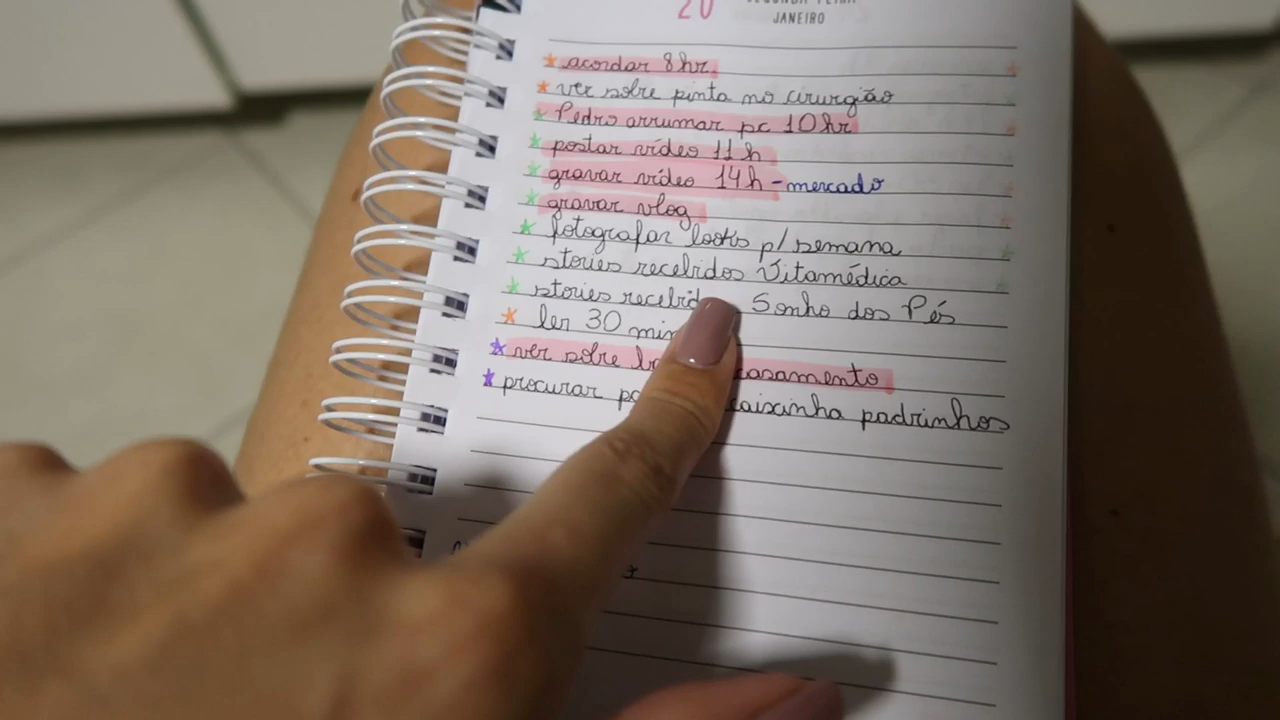 20 SEGUNDA-FEIRA
JANEIRO
acordar 8hr.
ver sobre pinta no cirurgião
Pedro arrumar pc 10hr
postar vídeo 11h
gravar vídeo 14h - mercado
gravar vlog
fotografar looks p/ semana
stories recebidos Vitamédica
stories Sonho dos Pés
ler 30 min
ver sobre casamento
procurar caixinha padrinhos